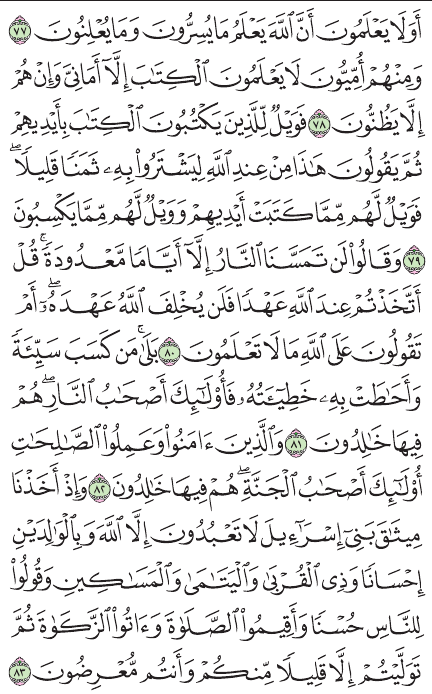 أَوَلَا يَعْلَمُونَ أَنَّ ٱللَّهَ يَعْلَمُ مَا يُسِرُّونَ وَمَا يُعْلِنُونَ ٧٧
وَمِنْهُمْ أُمِّيُّونَ لَا يَعْلَمُونَ ٱلْكِتَٰبَ إِلَّآ أَمَانِىَّ وَإِنْ هُمْ
إِلَّا يَظُنُّونَ ٧٨ فَوَيْلٌ لِّلَّذِينَ يَكْتُبُونَ ٱلْكِتَٰبَ بِأَيْدِيهِمْ
ثُمَّ يَقُولُونَ هَٰذَا مِنْ عِندِ ٱللَّهِ لِيَشْتَرُوا۟ بِهِۦ ثَمَنًا قَلِيلًا ۖ
فَوَيْلٌ لَّهُم مِّمَّا كَتَبَتْ أَيْدِيهِمْ وَوَيْلٌ لَّهُم مِّمَّا يَكْسِبُونَ
٧٩ وَقَالُوا۟ لَن تَمَسَّنَا ٱلنَّارُ إِلَّآ أَيَّامًا مَّعْدُودَةً ۚ قُلْ
أَتَّخَذْتُمْ عِندَ ٱللَّهِ عَهْدًا فَلَن يُخْلِفَ ٱللَّهُ عَهْدَهُۥٓ ۖ أَمْ
تَقُولُونَ عَلَى ٱللَّهِ مَا لَا تَعْلَمُونَ ٨٠ بَلَىٰ ۚ مَن كَسَبَ سَيِّئَةً
وَأَحَٰطَتْ بِهِۦ خَطِيٓـَٔتُهُۥ فَأُو۟لَٰٓئِكَ أَصْحَٰبُ ٱلنَّارِ ۖ هُمْ
فِيهَا خَٰلِدُونَ ٨١ وَٱلَّذِينَ ءَامَنُوا۟ وَعَمِلُوا۟ ٱلصَّٰلِحَٰتِ
أُو۟لَٰٓئِكَ أَصْحَٰبُ ٱلْجَنَّةِ ۖ هُمْ فِيهَا خَٰلِدُونَ ٨٢ وَإِذْ أَخَذْنَا
مِيثَٰقَ بَنِىٓ إِسْرَٰٓءِيلَ لَا تَعْبُدُونَ إِلَّا ٱللَّهَ وَبِٱلْوَٰلِدَيْنِ
إِحْسَانًا وَذِى ٱلْقُرْبَىٰ وَٱلْيَتَٰمَىٰ وَٱلْمَسَٰكِينِ وَقُولُوا۟
لِلنَّاسِ حُسْنًا وَأَقِيمُوا۟ ٱلصَّلَوٰةَ وَءَاتُوا۟ ٱلزَّكَوٰةَ ثُمَّ
تَوَلَّيْتُمْ إِلَّا قَلِيلًا مِّنكُمْ وَأَنتُم مُّعْرِضُونَ ٨٣